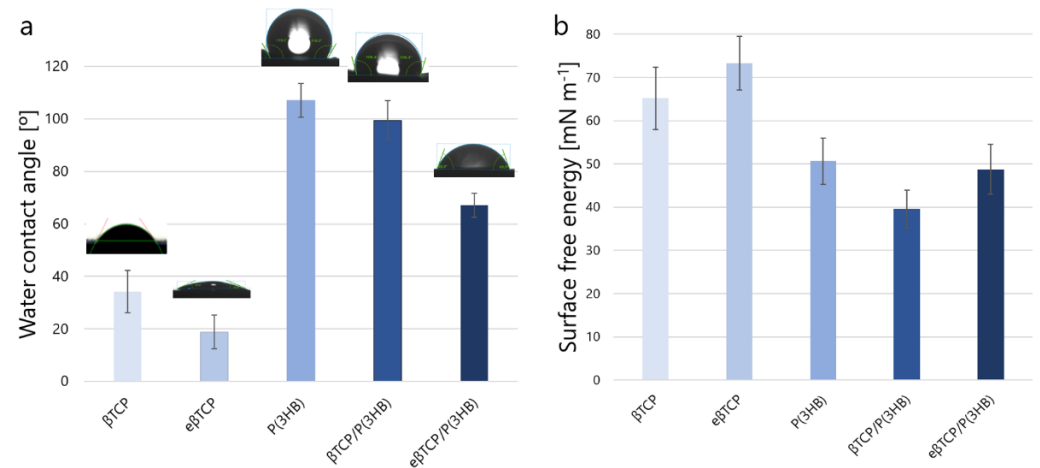 a
Water contact angle [º]
120
100
80
60
40
20
0
βTCP
eβTCP
P(3HB)
βTCP/P(3HB)
eβTCP/P(3HB)
b
Surface free energy [mN m⁻¹]
80
70
60
50
40
30
20
10
0
βTCP
eβTCP
P(3HB)
βTCP/P(3HB)
eβTCP/P(3HB)